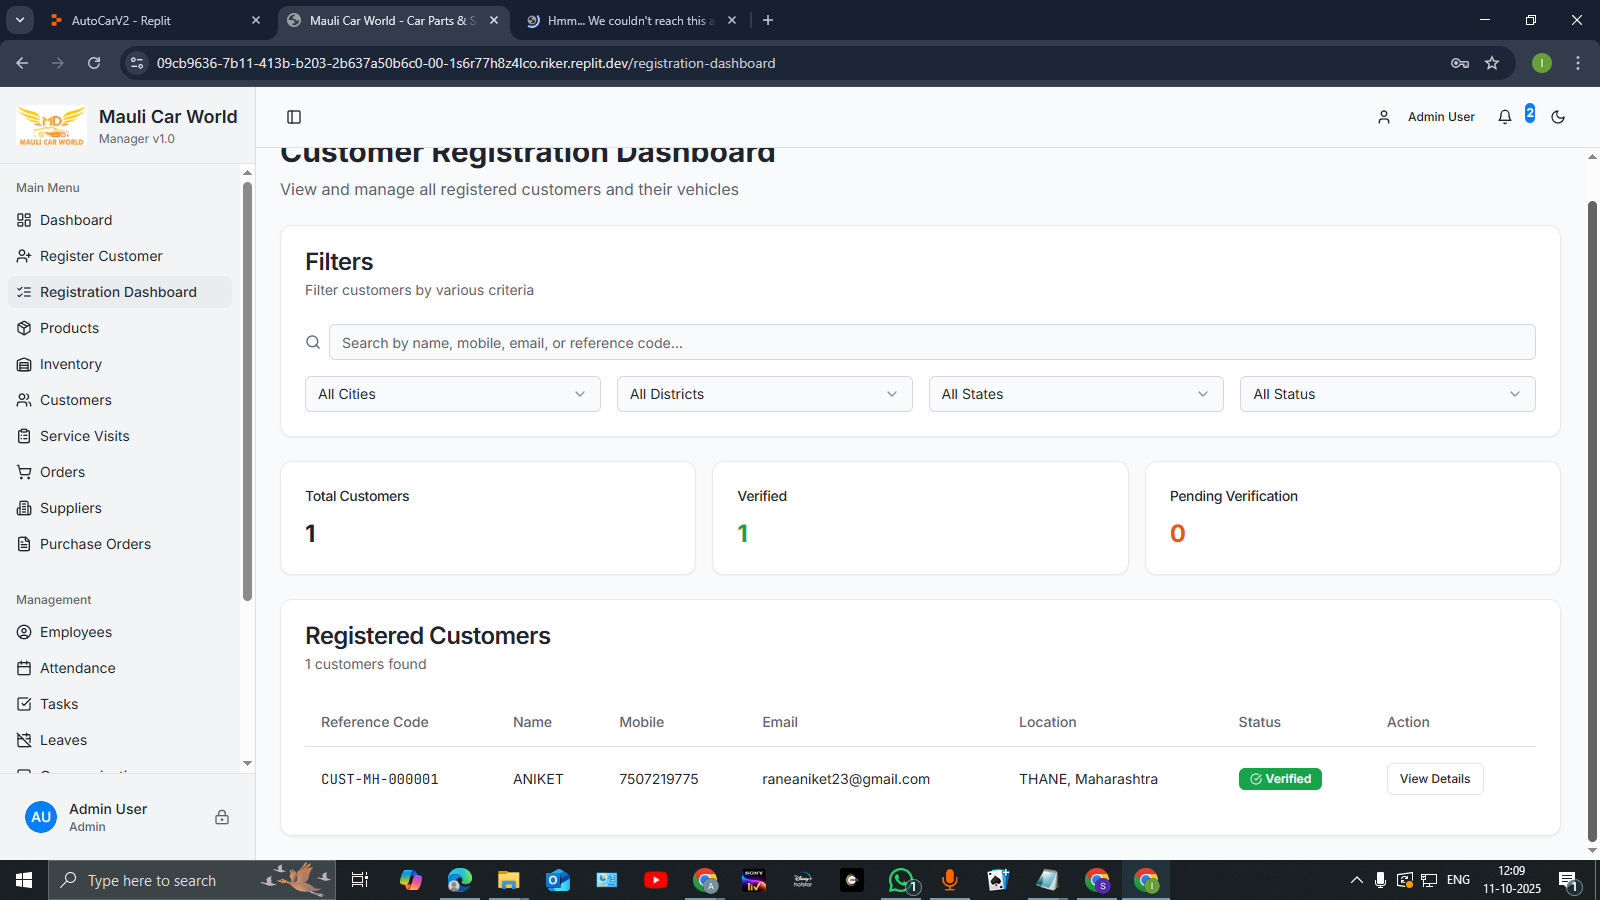 AutoCarV2 - Replit
Mauli Car World - Car Parts & S
Hmm... We couldn't reach this a
09cb9636-7b11-413b-b203-2b637a50b6c0-00-1s6r77h8z4lco.riker.replit.dev/registration-dashboard
I
MD
MAULI CAR WORLD
Mauli Car World
Manager v1.0
Admin User
2
Main Menu
Dashboard
Register Customer
Registration Dashboard
Products
Inventory
Customers
Service Visits
Orders
Suppliers
Purchase Orders
Management
Employees
Attendance
Tasks
Leaves
AU
Admin User
Admin
Customer Registration Dashboard
View and manage all registered customers and their vehicles
Filters
Filter customers by various criteria
Search by name, mobile, email, or reference code...
All Cities
All Districts
All States
All Status
Total Customers
1
Verified
1
Pending Verification
0
Registered Customers
1 customers found
Reference Code Name Mobile Email Location Status Action
CUST-MH-000001 ANIKET 7507219775 raneaniket23@gmail.com THANE, Maharashtra Verified View Details
Type here to search
A
SONY
liv
hotstar
1
S
I
ENG
12:09
11-10-2025
1